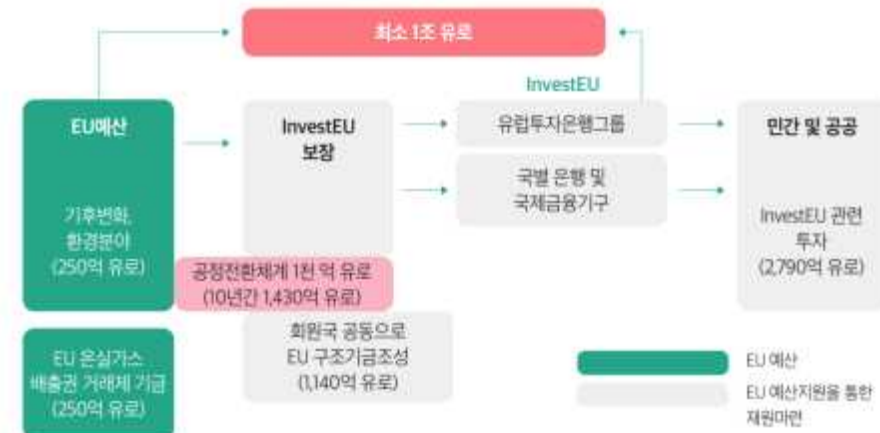 최소 1조 유로
InvestEU
EU예산
기후변화,
환경분야
(250억 유로)
InvestEU
보장
유럽투자은행그룹
국별 은행 및
국제금융기구
민간 및 공공
InvestEU 관련
투자
(2,790억 유로)
공정전환체계 1천 억 유로
(10년간 1,430억 유로)
EU 온실가스
배출권 거래제 기금
(250억 유로)
회원국 공동으로
EU 구조기금조성
(1,140억 유로)
EU 예산
EU 예산지원을 통한
재원마련